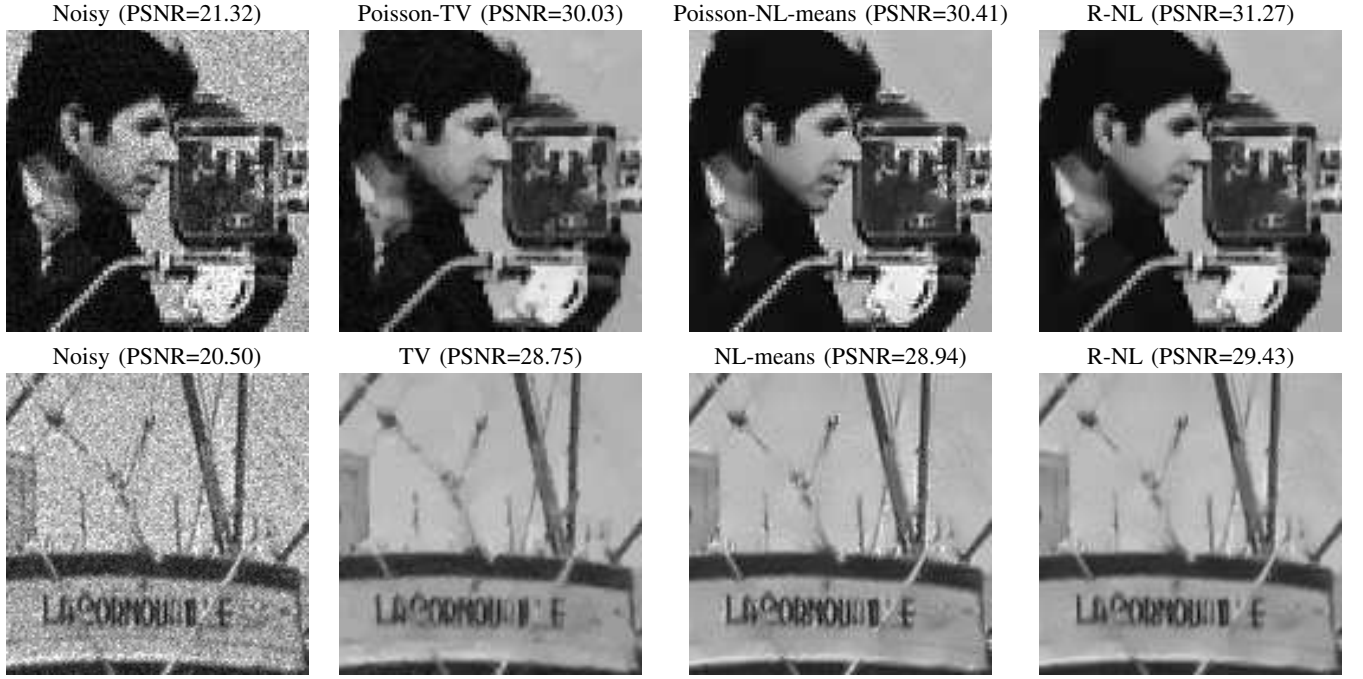 Noisy (PSNR=21.32) Poisson-TV (PSNR=30.03) Poisson-NL-means (PSNR=30.41) R-NL (PSNR=31.27)
Noisy (PSNR=20.50) TV (PSNR=28.75) NL-means (PSNR=28.94) R-NL (PSNR=29.43)